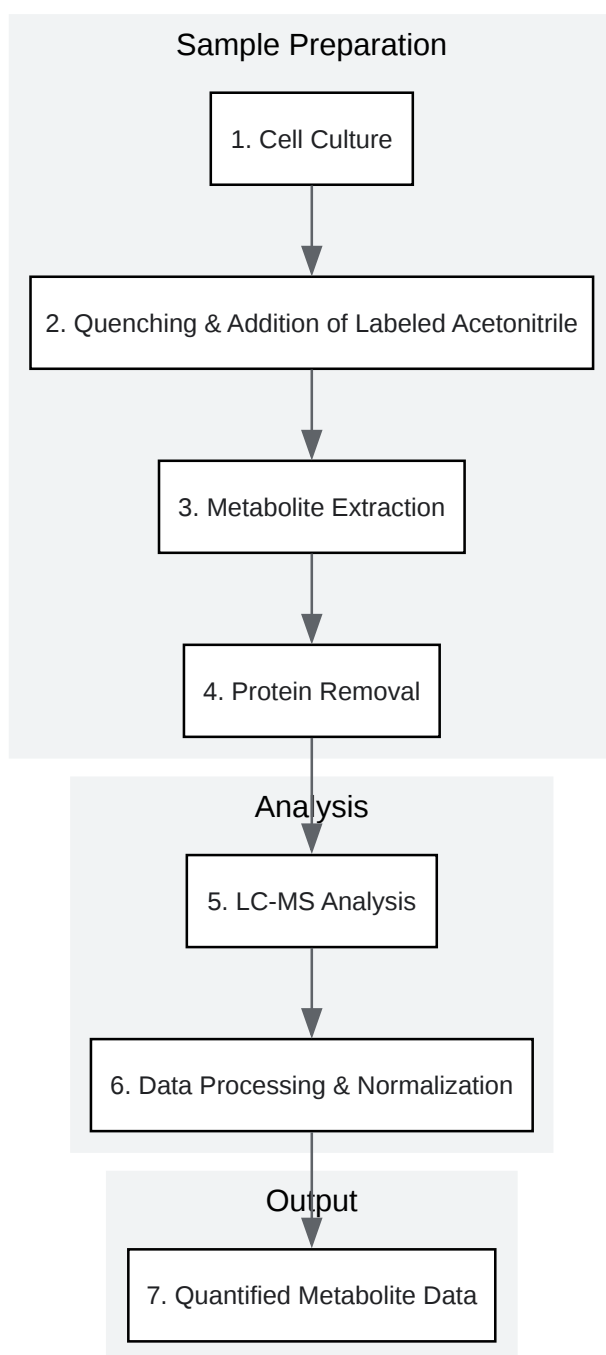 Sample Preparation
1. Cell Culture
2. Quenching & Addition of Labeled Acetonitrile
3. Metabolite Extraction
4. Protein Removal
Analysis
5. LC-MS Analysis
6. Data Processing & Normalization
Output
7. Quantified Metabolite Data